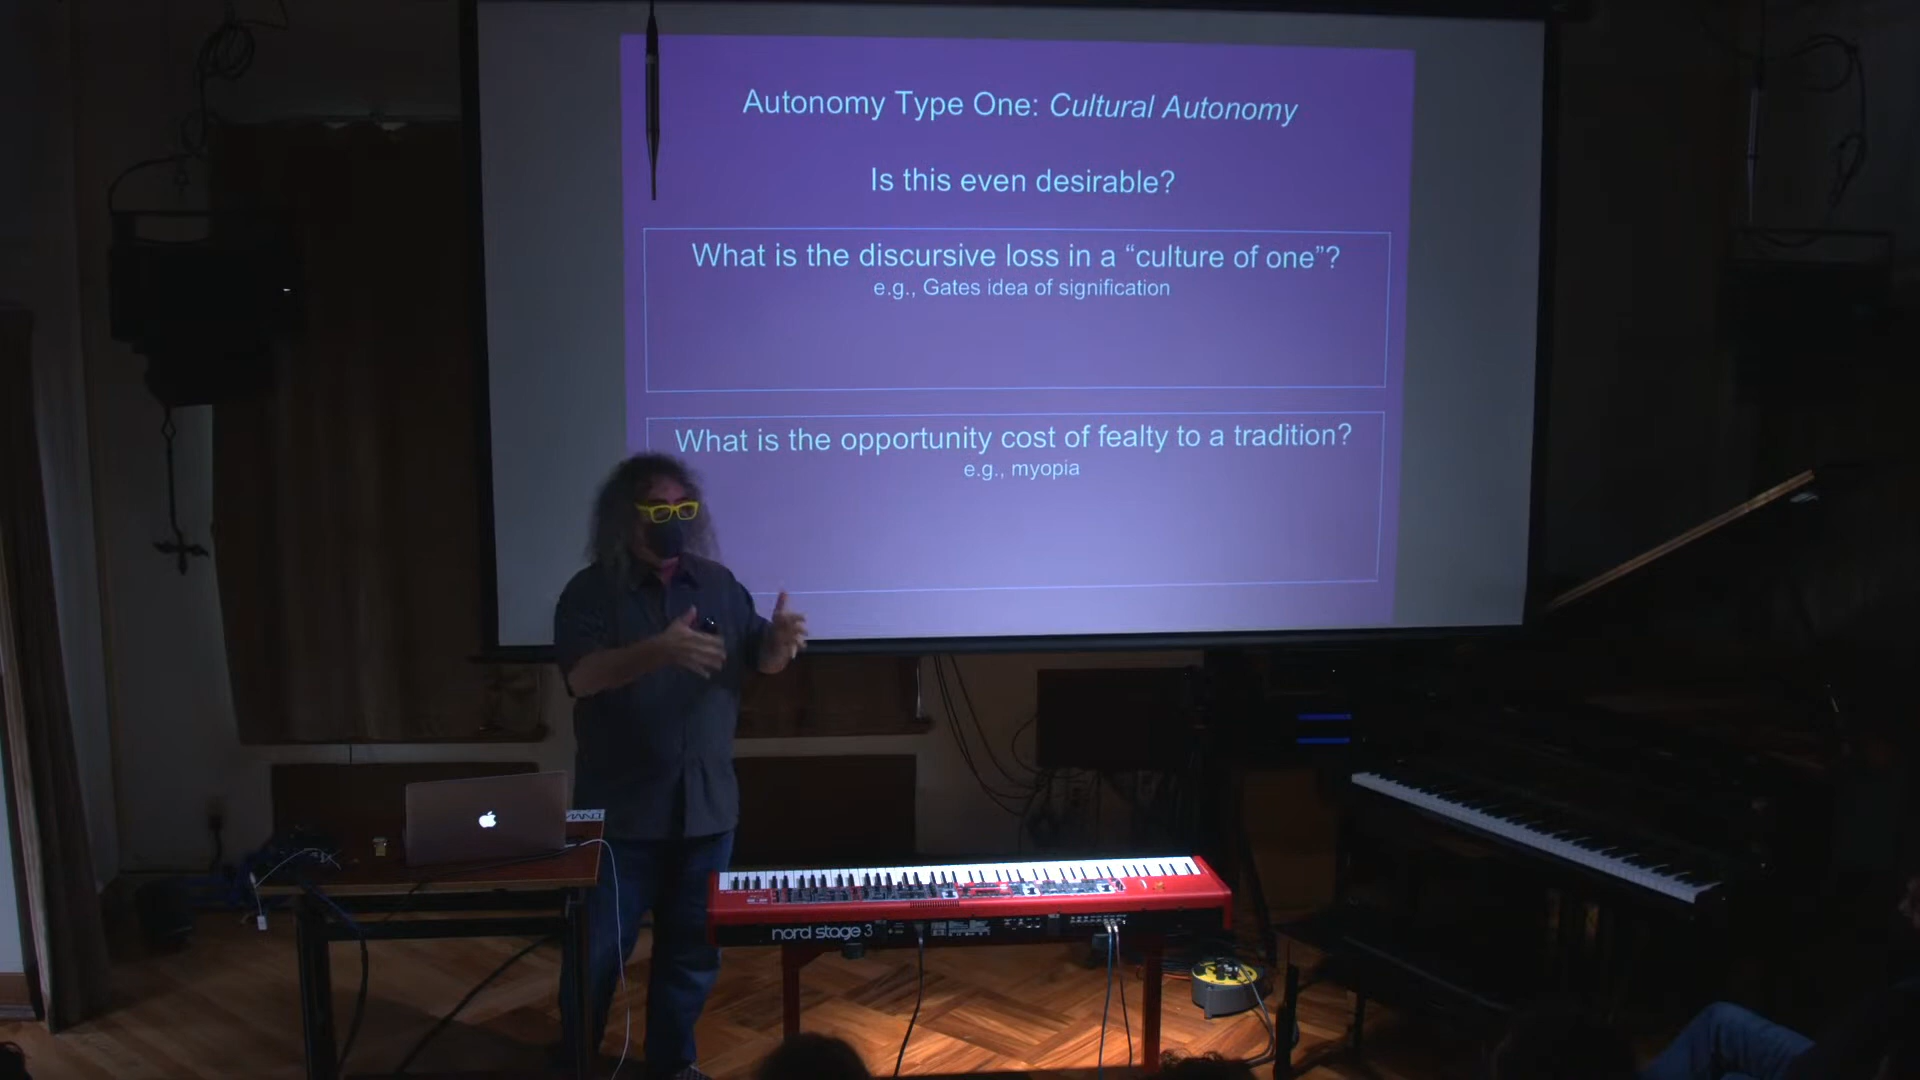 Autonomy Type One: Cultural Autonomy
Is this even desirable?
What is the discursive loss in a “culture of one”?
e.g., Gates idea of signification
What is the opportunity cost of fealty to a tradition?
e.g., myopia
nord stage 3